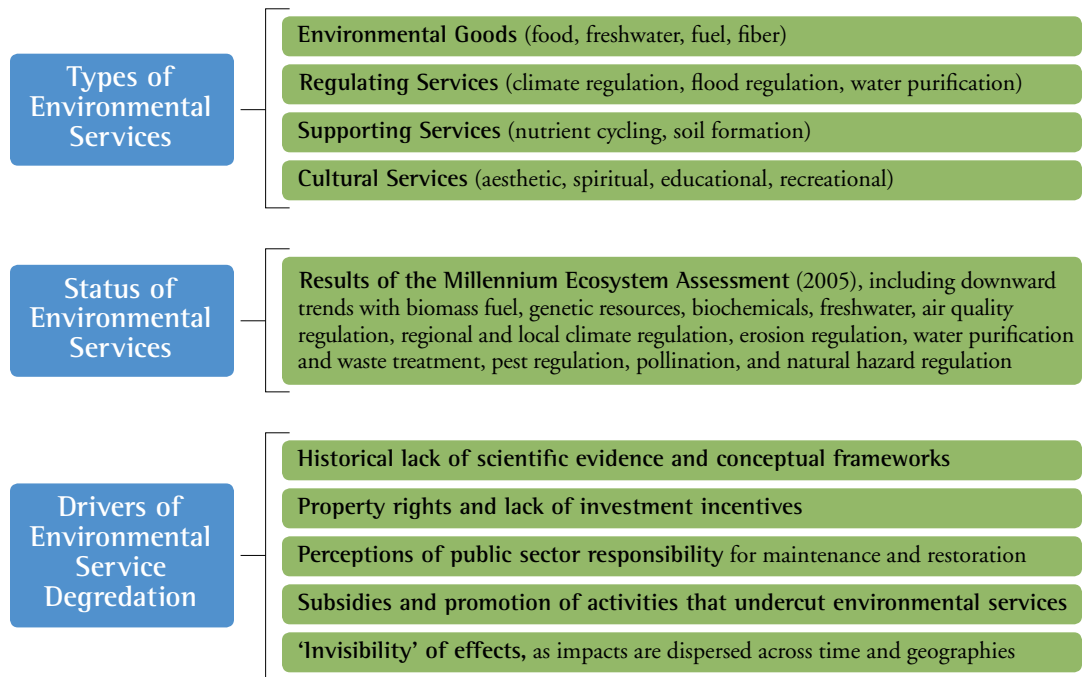 Types of
Environmental
Services
Environmental Goods (food, freshwater, fuel, fiber)
Regulating Services (climate regulation, flood regulation, water purification)
Supporting Services (nutrient cycling, soil formation)
Cultural Services (aesthetic, spiritual, educational, recreational)
Status of
Environmental
Services
Results of the Millennium Ecosystem Assessment (2005), including downward
trends with biomass fuel, genetic resources, biochemicals, freshwater, air quality
regulation, regional and local climate regulation, erosion regulation, water purification
and waste treatment, pest regulation, pollination, and natural hazard regulation
Drivers of
Environmental
Service
Degredation
Historical lack of scientific evidence and conceptual frameworks
Property rights and lack of investment incentives
Perceptions of public sector responsibility for maintenance and restoration
Subsidies and promotion of activities that undercut environmental services
‘Invisibility’ of effects, as impacts are dispersed across time and geographies